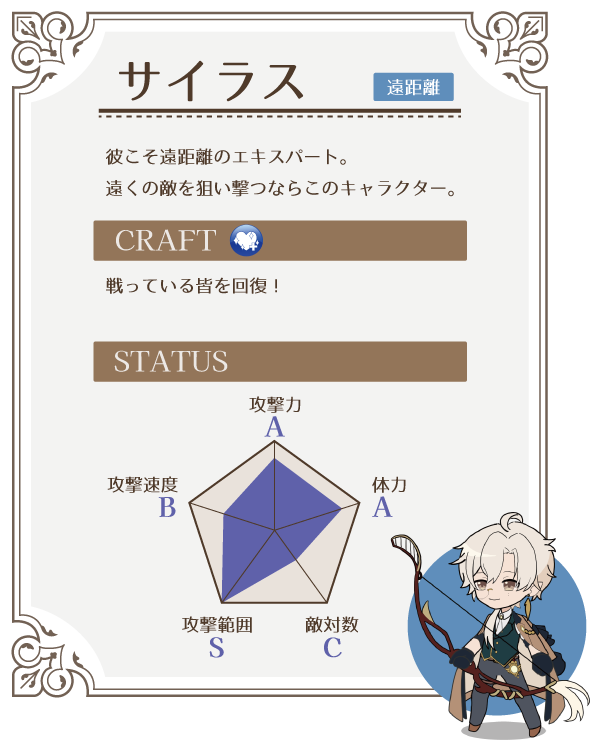 サイラス
遠距離
彼こそ遠距離のエキスパート。
遠くの敵を狙い撃つならこのキャラクター。
CRAFT
戦っている皆を回復！
STATUS
攻撃力
A
攻撃速度
B
体力
A
攻撃範囲
S
敵対数
C